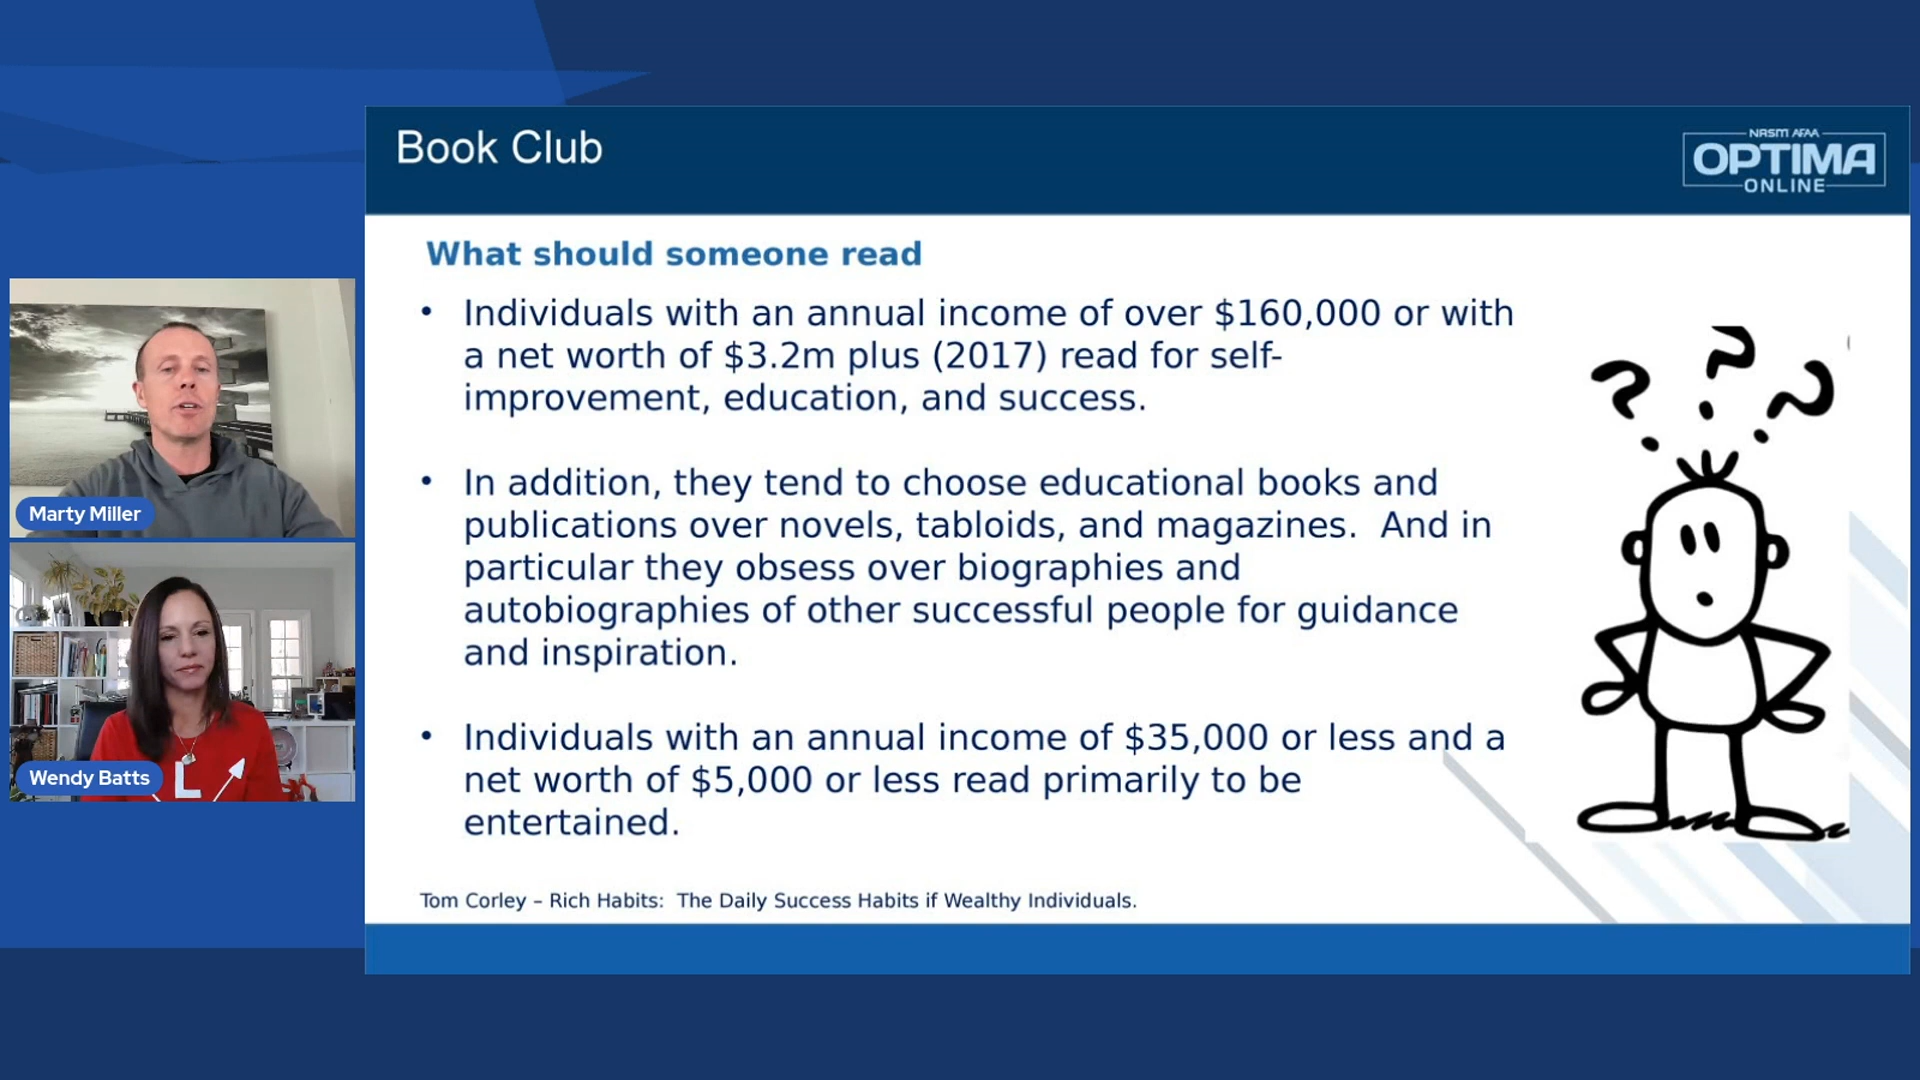 Book Club
NASM AFAA
OPTIMA
ONLINE
What should someone read
• Individuals with an annual income of over $160,000 or with
a net worth of $3.2m plus (2017) read for self-
improvement, education, and success.
• In addition, they tend to choose educational books and
publications over novels, tabloids, and magazines.  And in
particular they obsess over biographies and
autobiographies of other successful people for guidance
and inspiration.
• Individuals with an annual income of $35,000 or less and a
net worth of $5,000 or less read primarily to be
entertained.
Tom Corley – Rich Habits:  The Daily Success Habits if Wealthy Individuals.
Marty Miller
Wendy Batts
L
? ? ?